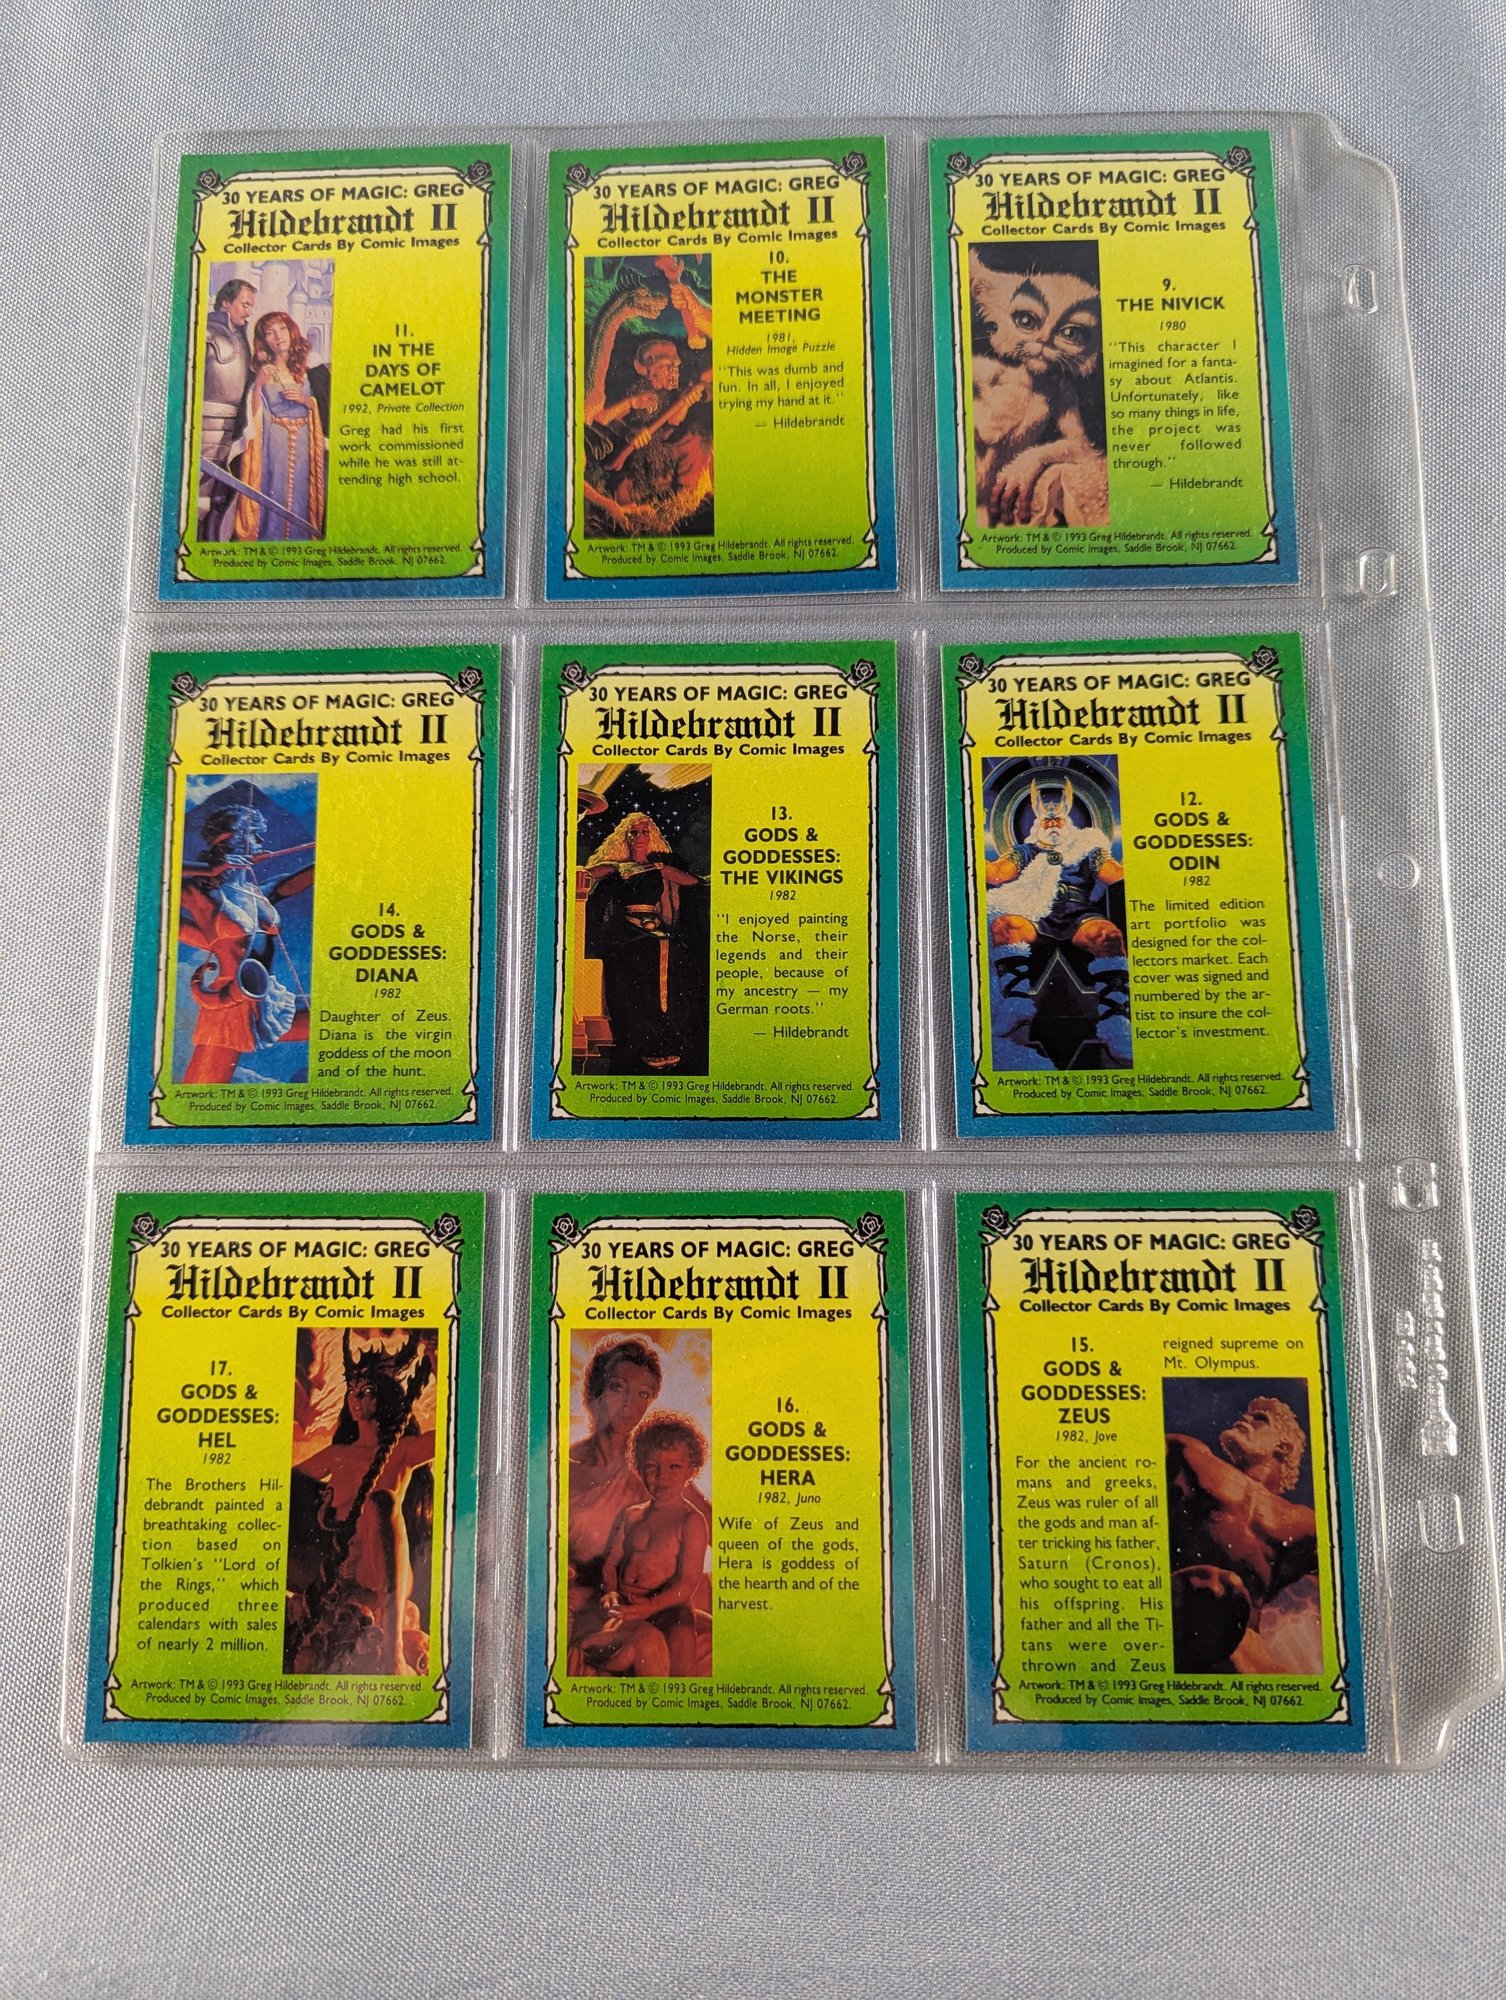 30 YEARS OF MAGIC: GREG
Hildebrandt II
Collector Cards By Comic Images
11.
IN THE
DAYS OF
CAMELOT
1992, Private Collection
Greg had his first
work commissioned
while he was still at-
tending high school.
Artwork: TM & © 1993 Greg Hildebrandt. All rights reserved.
Produced by Comic Images, Saddle Brook, NJ 07662.
30 YEARS OF MAGIC: GREG
Hildebrandt II
Collector Cards By Comic Images
10.
THE
MONSTER
MEETING
1981,
Hidden Image Puzzle
"This was dumb and
fun. In all, I enjoyed
trying my hand at it."
— Hildebrandt
Artwork: TM & © 1993 Greg Hildebrandt. All rights reserved.
Produced by Comic Images, Saddle Brook, NJ 07662.
30 YEARS OF MAGIC: GREG
Hildebrandt II
Collector Cards By Comic Images
9.
THE NIVICK
1980
"This character I
imagined for a fanta-
sy about Atlantis.
Unfortunately, like
so many things in life,
the project was
never followed
through."
— Hildebrandt
Artwork: TM & © 1993 Greg Hildebrandt. All rights reserved.
Produced by Comic Images, Saddle Brook, NJ 07662.
30 YEARS OF MAGIC: GREG
Hildebrandt II
Collector Cards By Comic Images
14.
GODS &
GODDESSES:
DIANA
1982
Daughter of Zeus.
Diana is the virgin
goddess of the moon
and of the hunt.
Artwork: TM & © 1993 Greg Hildebrandt. All rights reserved.
Produced by Comic Images, Saddle Brook, NJ 07662.
30 YEARS OF MAGIC: GREG
Hildebrandt II
Collector Cards By Comic Images
13.
GODS &
GODDESSES:
THE VIKINGS
1982
"I enjoyed painting
the Norse, their
legends and their
people, because of
my ancestry — my
German roots."
— Hildebrandt
Artwork: TM & © 1993 Greg Hildebrandt. All rights reserved.
Produced by Comic Images, Saddle Brook, NJ 07662.
30 YEARS OF MAGIC: GREG
Hildebrandt II
Collector Cards By Comic Images
12.
GODS &
GODDESSES:
ODIN
1982
The limited edition
art portfolio was
designed for the col-
lectors market. Each
cover was signed and
numbered by the ar-
tist to insure the col-
lector's investment.
Artwork: TM & © 1993 Greg Hildebrandt. All rights reserved.
Produced by Comic Images, Saddle Brook, NJ 07662.
30 YEARS OF MAGIC: GREG
Hildebrandt II
Collector Cards By Comic Images
17.
GODS &
GODDESSES:
HEL
1982
The Brothers Hil-
debrandt painted a
breathtaking collec-
tion based on
Tolkien's "Lord of
the Rings," which
produced three
calendars with sales
of nearly 2 million.
Artwork: TM & © 1993 Greg Hildebrandt. All rights reserved.
Produced by Comic Images, Saddle Brook, NJ 07662.
30 YEARS OF MAGIC: GREG
Hildebrandt II
Collector Cards By Comic Images
16.
GODS &
GODDESSES:
HERA
1982, Juno
Wife of Zeus and
queen of the gods,
Hera is goddess of
the hearth and of the
harvest.
Artwork: TM & © 1993 Greg Hildebrandt. All rights reserved.
Produced by Comic Images, Saddle Brook, NJ 07662.
30 YEARS OF MAGIC: GREG
Hildebrandt II
Collector Cards By Comic Images
15.
GODS &
GODDESSES:
ZEUS
1982, Jove
For the ancient ro-
mans and greeks,
Zeus was ruler of all
the gods and man af-
ter tricking his father,
Saturn (Cronos),
who sought to eat all
his offspring. His
father and all the Ti-
tans were over-
thrown and Zeus
reigned supreme on
Mt. Olympus.
Artwork: TM & © 1993 Greg Hildebrandt. All rights reserved.
Produced by Comic Images, Saddle Brook, NJ 07662.